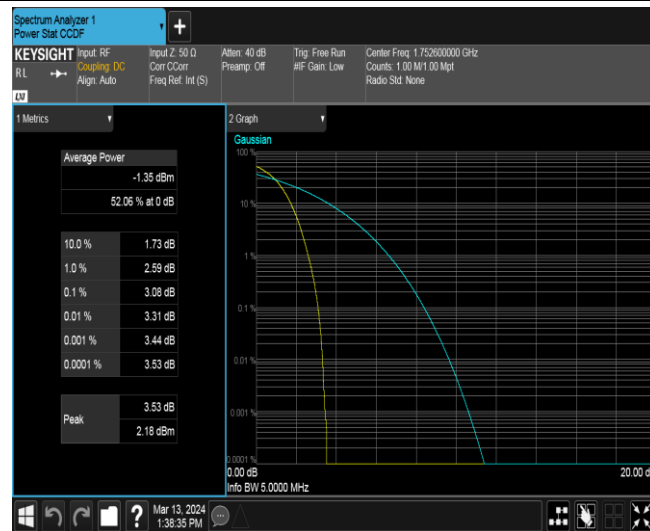 Spectrum Analyzer 1
Power Stat CCDF
+
KEYSIGHT
RL
LXI
Input: RF
Coupling: DC
Align: Auto
Input Z: 50 Ω
Corr CCorr
Freq Ref: Int (S)
Atten: 40 dB
Preamp: Off
Trig: Free Run
#IF Gain: Low
Center Freq: 1.752600000 GHz
Counts: 1.00 M/1.00 Mpt
Radio Std: None
1 Metrics
Average Power
-1.35 dBm
52.06 % at 0 dB
10.0 % 1.73 dB
1.0 % 2.59 dB
0.1 % 3.08 dB
0.01 % 3.31 dB
0.001 % 3.44 dB
0.0001 % 3.53 dB
Peak
3.53 dB
2.18 dBm
2 Graph
Gaussian
100 %
10 %
1 %
0.1 %
0.01 %
0.001 %
0.0001 %
0.00 dB
20.00 d
Info BW 5.0000 MHz
?
Mar 13, 2024
1:38:35 PM